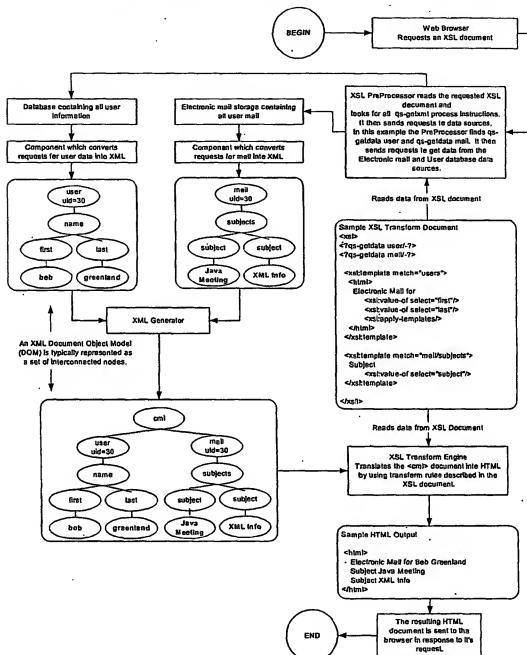 BEGIN
Web Browser
Requests an XSL document
Database containing all user
information
Electronic mail storage containing
all user mail
XSL PreProcessor reads the requested XSL
document and
looks for all qs-getxml process instructions.
It then sends requests to data sources.
In this example the PreProcessor finds qs-
getdata user and qs-getdata mail. It then
sends requests to get data from the
Electronic mail and User database data
sources.
Component which converts
requests for user data into XML
Component which converts
requests for mail into XML
user
uid=30
name
first
last
beb
greenland
mail
uid=30
subjects
subject
subject
Java
Meeting
XML Info
Reads data from XSL document
Sample XSL Transform Document
<xsl>
<?qs-getdata user/-?>
<?qs-getdata mail/-?>
<xsl:template match="users">
<html>
Electronic Mail for
<xsl:value-of select="first"/>
<xsl:value-of select="last"/>
<xsl:apply-templates/>
</html>
</xsl:template>
<xsl:template match="mail/subjects">
Subject
<xsl:value-of select="subject"/>
</xsl:template>
</xsl>
XML Generator
An XML Document Object Model
(DOM) is typically represented as
a set of interconnected nodes.
Reads data from XSL Document
cml
user
uid=30
mail
uid=30
name
subjects
first
last
subject
subject
bob
greenland
Java
Meeting
XML Info
XSL Transform Engine
Translates the <cml> document into HTML
by using transform rules described in the
XSL document.
Sample HTML Output
<html>
- Electronic Mail for Beb Greenland
Subject Java Meeting
Subject XML Info
</html>
END
The resulting HTML
document is sent to the
browser in response to it's
request.